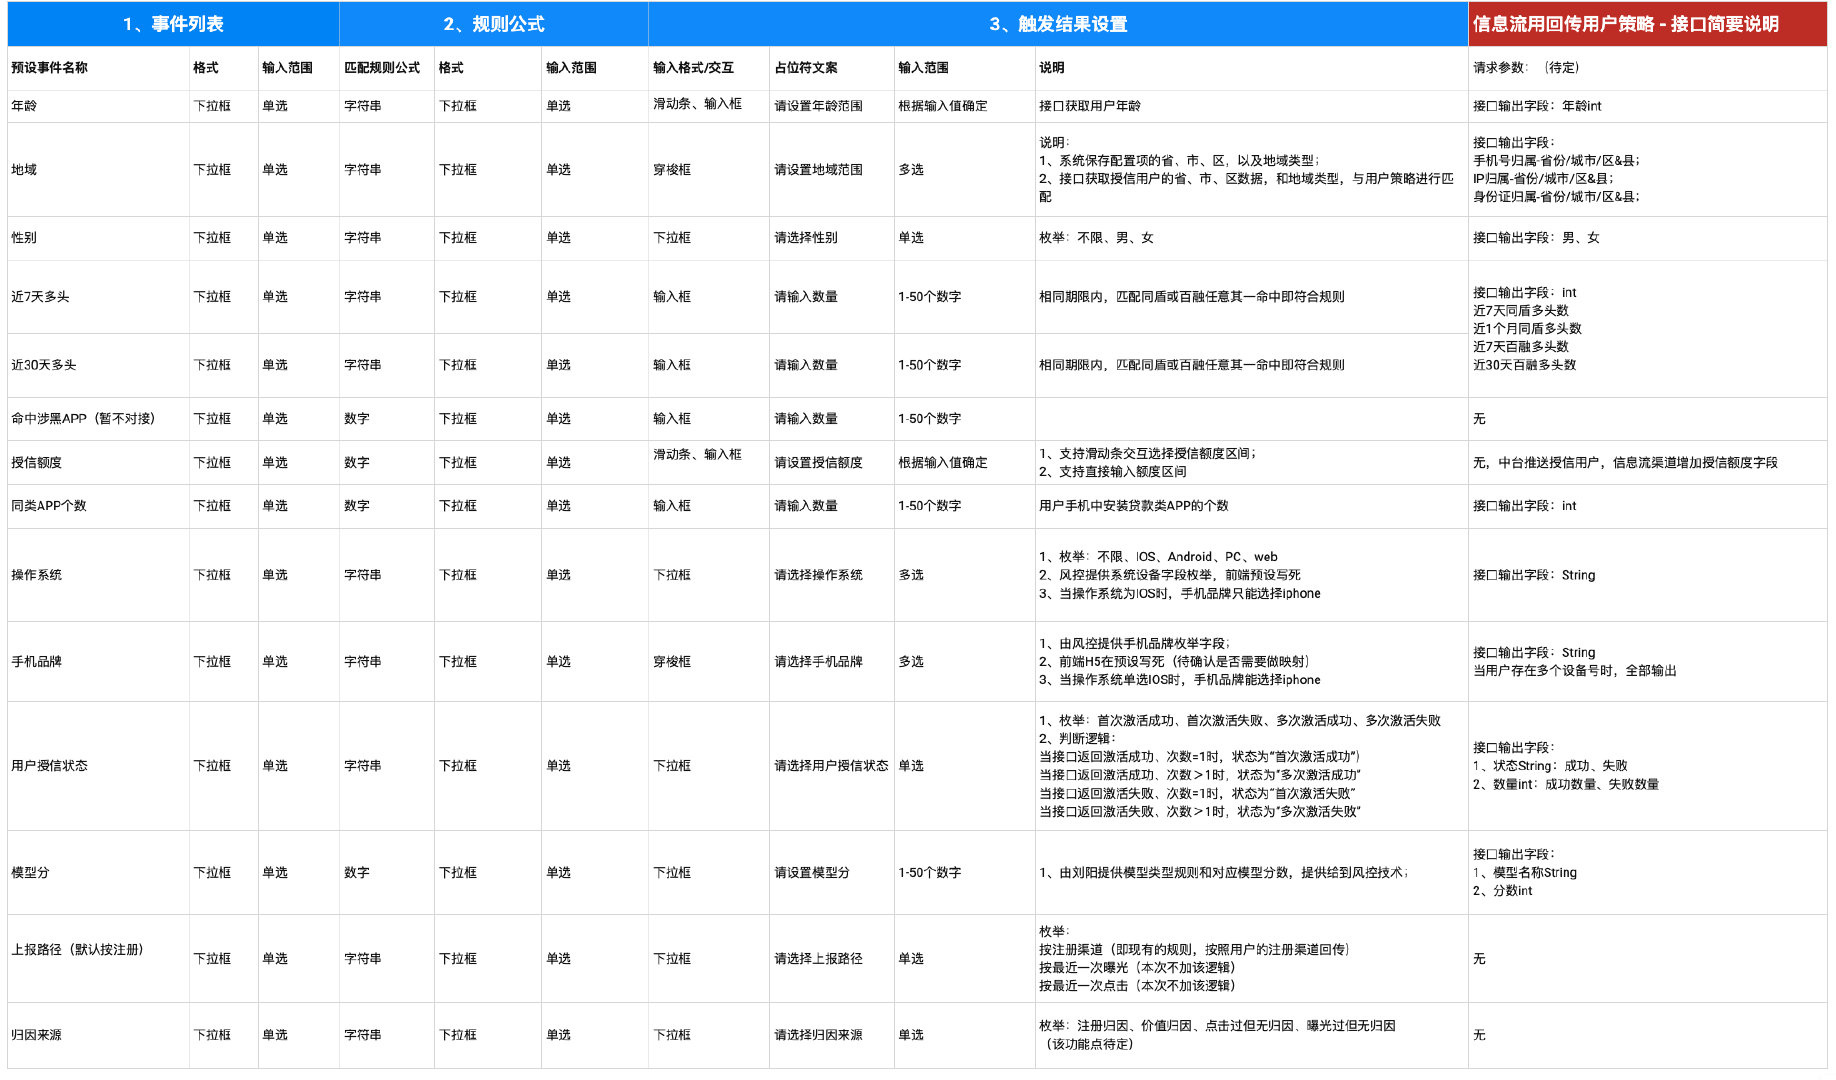 1、事件列表 2、规则公式 3、触发结果设置 信息流用回传用户策略 - 接口简要说明
预设事件名称 格式 输入范围 匹配规则公式 格式 输入范围 输入格式/交互 占位符文案 输入范围 说明 请求参数：（待定）
年龄 下拉框 单选 字符串 下拉框 单选 滑动条、输入框 请设置年龄范围 根据输入值确定 接口获取用户年龄 接口输出字段：年龄int
地域 下拉框 单选 字符串 下拉框 单选 穿梭框 请设置地域范围 多选
说明：
1、系统保存配置项的省、市、区，以及地域类型；
2、接口获取授信用户的省、市、区数据，和地域类型，与用户策略进行匹
配
接口输出字段：
手机号归属-省份/城市/区&县；
IP归属-省份/城市/区&县；
身份证归属-省份/城市/区&县；
性别 下拉框 单选 字符串 下拉框 单选 下拉框 请选择性别 单选 枚举：不限、男、女 接口输出字段：男、女
近7天多头 下拉框 单选 字符串 下拉框 单选 输入框 请输入数量 1-50个数字 相同期限内，匹配同盾或百融任意其一命中即符合规则
接口输出字段：int
近7天同盾多头数
近1个月同盾多头数
近7天百融多头数
近30天百融多头数
近30天多头 下拉框 单选 字符串 下拉框 单选 输入框 请输入数量 1-50个数字 相同期限内，匹配同盾或百融任意其一命中即符合规则
命中涉黑APP（暂不对接） 下拉框 单选 数字 下拉框 单选 输入框 请输入数量 1-50个数字 无
授信额度 下拉框 单选 数字 下拉框 单选 滑动条、输入框 请设置授信额度 根据输入值确定
1、支持滑动条交互选择授信额度区间；
2、支持直接输入额度区间
无，中台推送授信用户，信息流渠道增加授信额度字段
同类APP个数 下拉框 单选 数字 下拉框 单选 输入框 请输入数量 1-50个数字 用户手机中安装贷款类APP的个数 接口输出字段：int
操作系统 下拉框 单选 字符串 下拉框 单选 下拉框 请选择操作系统 多选
1、枚举：不限、IOS、Android、PC、web
2、风控提供系统设备字段枚举，前端预设写死
3、当操作系统为IOS时，手机品牌只能选择iphone
接口输出字段：String
手机品牌 下拉框 单选 字符串 下拉框 单选 穿梭框 请选择手机品牌 多选
1、由风控提供手机品牌枚举字段；
2、前端H5在预设写死（待确认是否需要做映射）
3、当操作系统单选IOS时，手机品牌能选择iphone
接口输出字段：String
当用户存在多个设备号时，全部输出
用户授信状态 下拉框 单选 字符串 下拉框 单选 下拉框 请选择用户授信状态 单选
1、枚举：首次激活成功、首次激活失败、多次激活成功、多次激活失败
2、判断逻辑：
当接口返回激活成功、次数=1时，状态为“首次激活成功”）
当接口返回激活成功、次数＞1时，状态为“多次激活成功”
当接口返回激活失败、次数=1时，状态为“首次激活失败”
当接口返回激活失败、次数＞1时，状态为“多次激活失败”
接口输出字段：
1、状态String：成功、失败
2、数量int：成功数量、失败数量
模型分 下拉框 单选 数字 下拉框 单选 下拉框 请设置模型分 1-50个数字 1、由刘阳提供模型类型规则和对应模型分数，提供给到风控技术；
接口输出字段：
1、模型名称String
2、分数int
上报路径（默认按注册） 下拉框 单选 字符串 下拉框 单选 下拉框 请选择上报路径 单选
枚举：
按注册渠道（即现有的规则，按照用户的注册渠道回传）
按最近一次曝光（本次不加该逻辑）
按最近一次点击（本次不加该逻辑）
无
归因来源 下拉框 单选 字符串 下拉框 单选 下拉框 请选择归因来源 单选
枚举：注册归因、价值归因、点击过但无归因、曝光过但无归因
（该功能点待定）
无